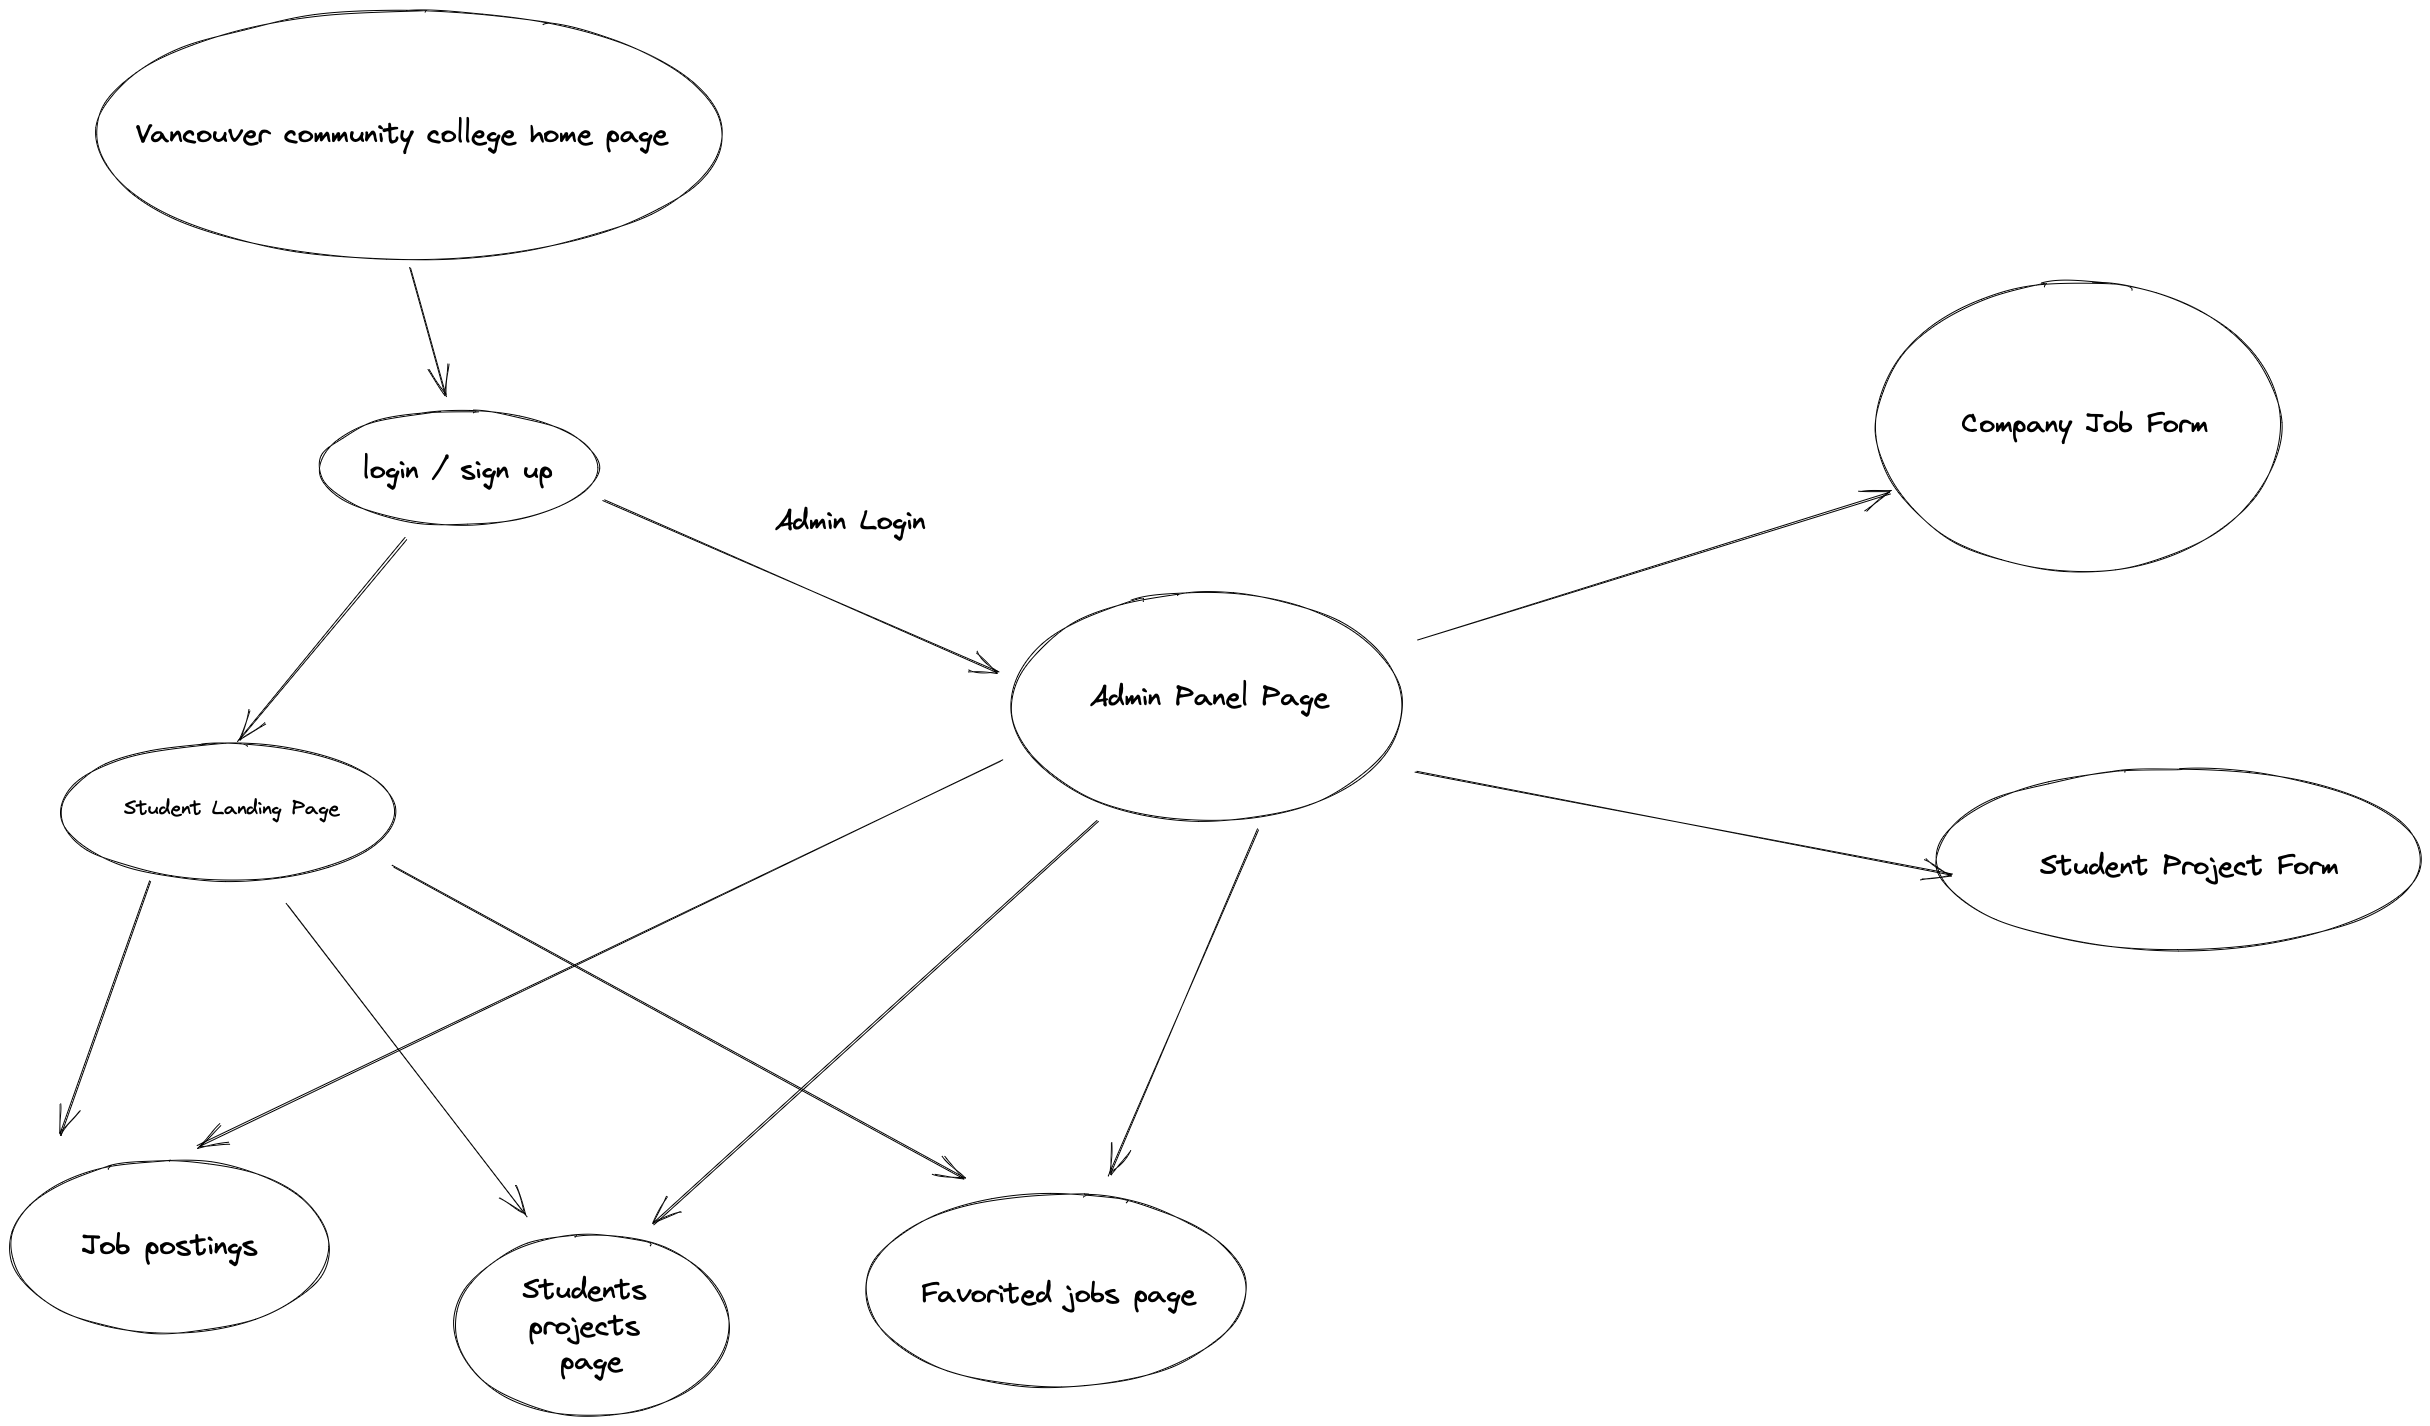 Vancouver community college home page
login / sign up
Admin Login
Company Job Form
Admin Panel Page
Student Landing Page
Student Project Form
Job postings
Students
projects
page
Favorited jobs page